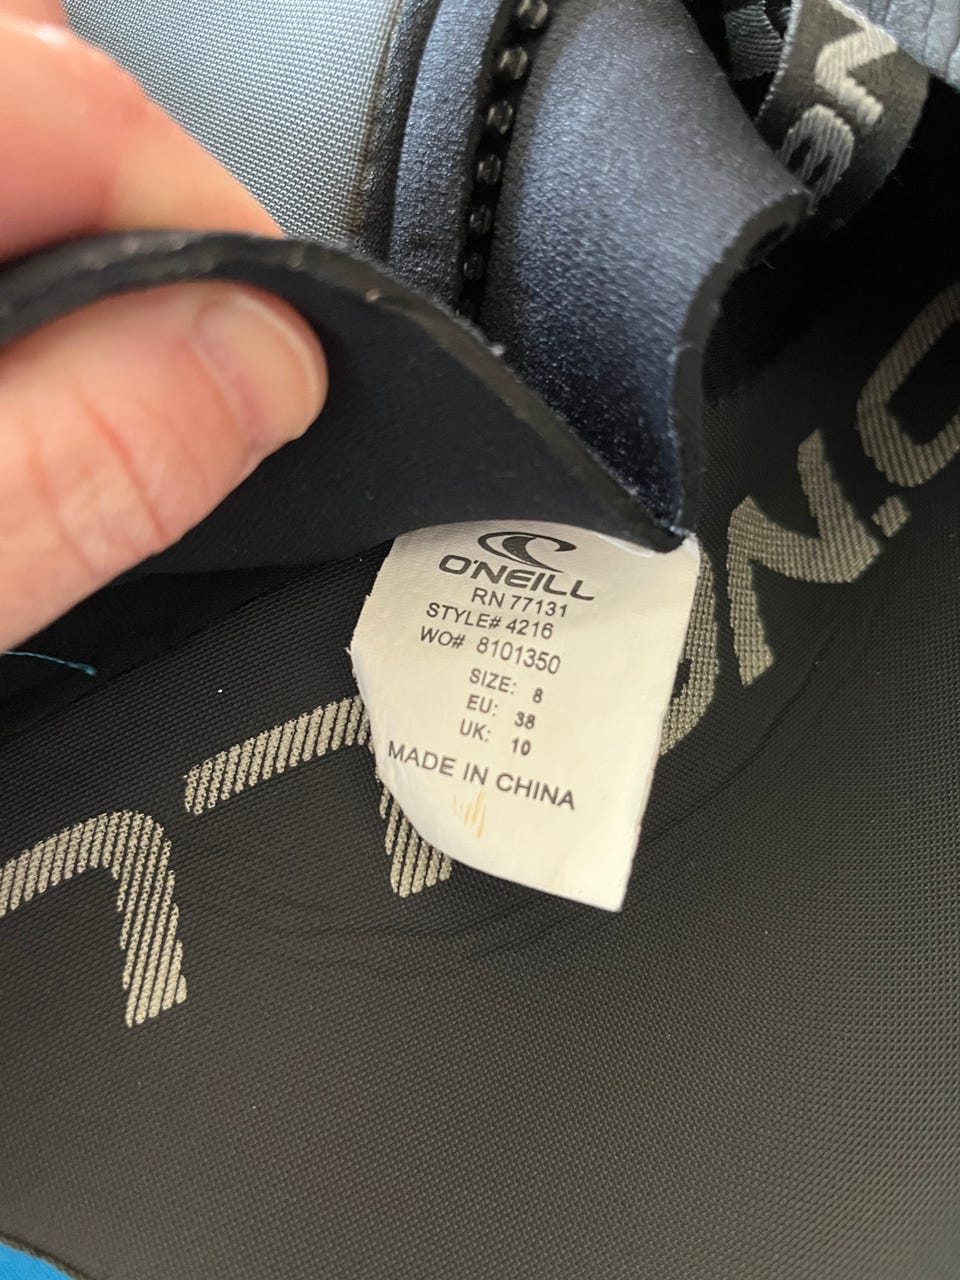 O'NEILL
RN 77131
STYLE# 4216
WO# 8101350
SIZE: 8
EU: 38
UK: 10
MADE IN CHINA